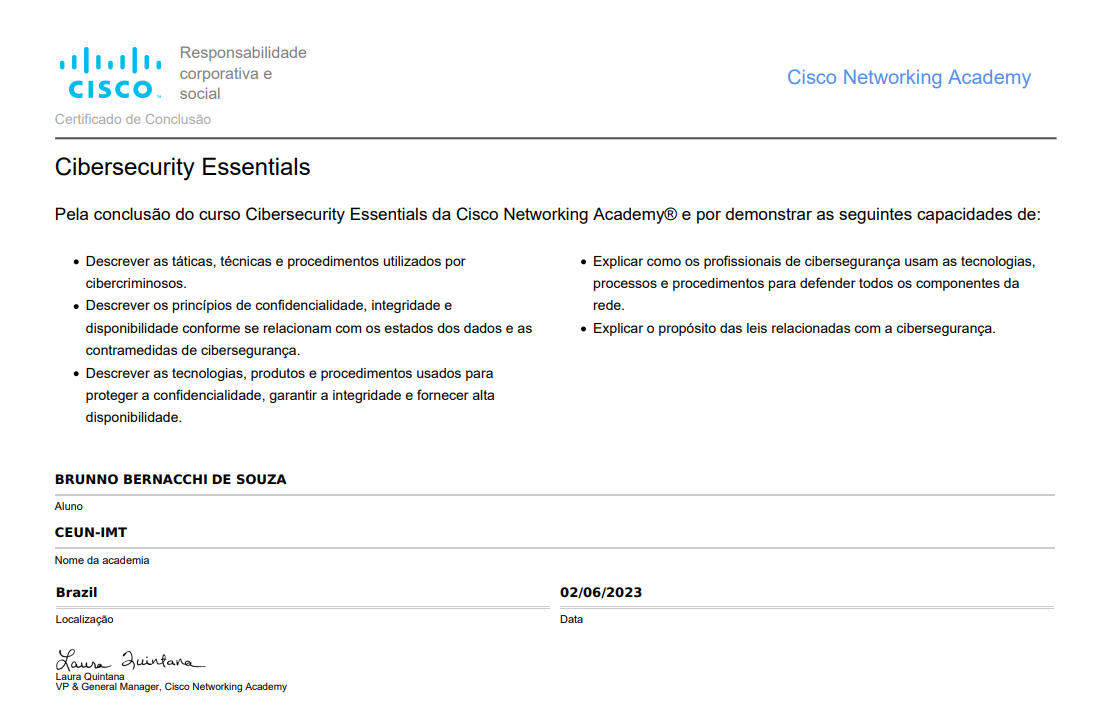 CISCO
Responsabilidade
corporativa e
social
Cisco Networking Academy
Certificado de Conclusão
Cibersecurity Essentials
Pela conclusão do curso Cibersecurity Essentials da Cisco Networking Academy® e por demonstrar as seguintes capacidades de:
• Descrever as táticas, técnicas e procedimentos utilizados por
cibercriminosos.
• Descrever os princípios de confidencialidade, integridade e
disponibilidade conforme se relacionam com os estados dos dados e as
contramedidas de cibersegurança.
• Descrever as tecnologias, produtos e procedimentos usados para
proteger a confidencialidade, garantir a integridade e fornecer alta
disponibilidade.
• Explicar como os profissionais de cibersegurança usam as tecnologias,
processos e procedimentos para defender todos os componentes da
rede.
• Explicar o propósito das leis relacionadas com a cibersegurança.
BRUNNO BERNACCHI DE SOUZA
Aluno
CEUN-IMT
Nome da academia
Brazil
Localização
02/06/2023
Data
Laura Quintana
Laura Quintana
VP & General Manager, Cisco Networking Academy